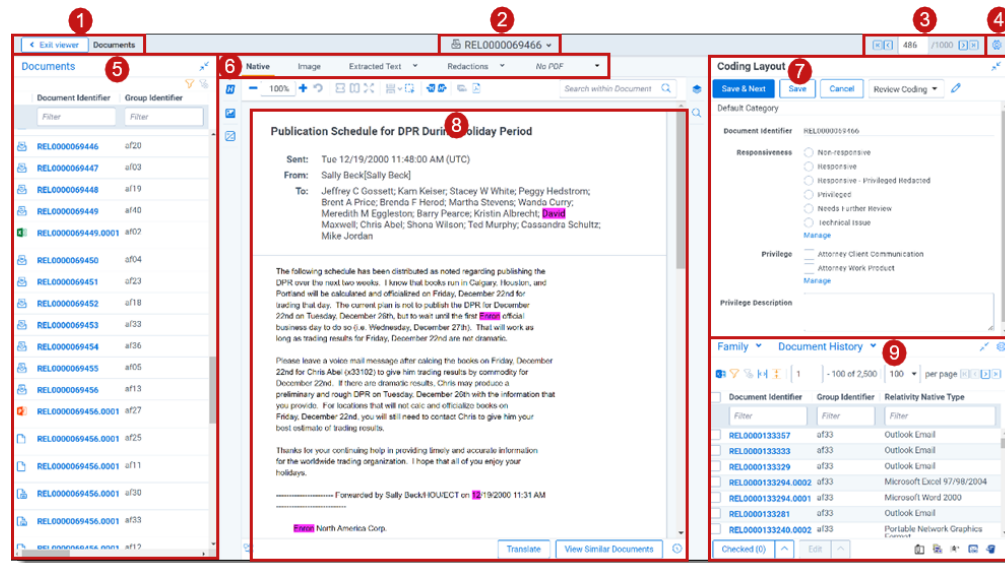 1
2
3
4
Exit viewer
Documents
REL0000069466
486
/1000
5
Documents
Document Identifier
Group Identifier
Filter
Filter
REL0000069446 af20
REL0000069447 af03
REL0000069448 af19
REL0000069449 af40
REL0000069449.0001 af02
REL0000069450 af04
REL0000069451 af23
REL0000069452 af18
REL0000069453 af33
REL0000069454 af36
REL0000069455 af05
REL0000069456 af13
REL0000069456.0001 af27
REL0000069456.0001 af25
REL0000069456.0001 af11
REL0000069456.0001 af30
REL0000069456.0001 af33
REL0000069456.0001 af12
6
Native
Image
Extracted Text
Redactions
No PDF
100%
Search within Document
8
Publication Schedule for DPR During Holiday Period
Sent: Tue 12/19/2000 11:48:00 AM (UTC)
From: Sally Beck[Sally Beck]
To: Jeffrey C Gossett; Kam Keiser; Stacey W White; Peggy Hedstrom;
Brent A Price; Brenda F Herod; Martha Stevens; Wanda Curry;
Meredith M Eggleston; Barry Pearce; Kristin Albrecht; David
Maxwell; Chris Abel; Shona Wilson; Ted Murphy; Cassandra Schultz;
Mike Jordan
The following schedule has been distributed as noted regarding publishing the
DPR over the next two weeks. I know that books run in Calgary, Houston, and
Portland will be calculated and officialized on Friday, December 22nd for
trading that day. The current plan is not to publish the DPR for December
22nd on Tuesday, December 26th, but to wait until the first Enron official
business day to do so (i.e. Wednesday, December 27th). That will work as
long as trading results for Friday, December 22nd are not dramatic.
Please leave a voice mail message after calcing the books on Friday, December
22nd for Chris Abel (x33102) to give him trading results by commodity for
December 22nd. If there are dramatic results, Chris may produce a
preliminary and rough DPR on Tuesday, December 26th with the information that
you provide. For locations that will not calc and officialize books on
Friday, December 22nd, you will still need to contact Chris to give him your
best estimate of trading results.
Thanks for your continuing help in providing timely and accurate information
for the worldwide trading organization. I hope that all of you enjoy your
holidays.
---------------------- Forwarded by Sally Beck/HOU/ECT on 12/19/2000 11:31 AM
---------------------------
Enron North America Corp.
Translate
View Similar Documents
Coding Layout
7
Save & Next
Save
Cancel
Review Coding
Default Category
Document Identifier REL0000069466
Responsiveness
Non-responsive
Responsive
Responsive - Privileged Redacted
Privileged
Needs Further Review
Technical Issue
Manage
Privilege
Attorney Client Communication
Attorney Work Product
Manage
Privilege Description
Family
Document History
9
1
- 100 of 2,500
100
per page
Document Identifier
Group Identifier
Relativity Native Type
Filter
Filter
Filter
REL0000133357 af33 Outlook Email
REL0000133333 af33 Outlook Email
REL0000133329 af33 Outlook Email
REL0000133294.0002 af33 Microsoft Excel 97/98/2004
REL0000133294.0001 af33 Microsoft Word 2000
REL0000133281 af33 Outlook Email
REL0000133240.0002 af33 Portable Network Graphics
Format
Checked (0)
Edit